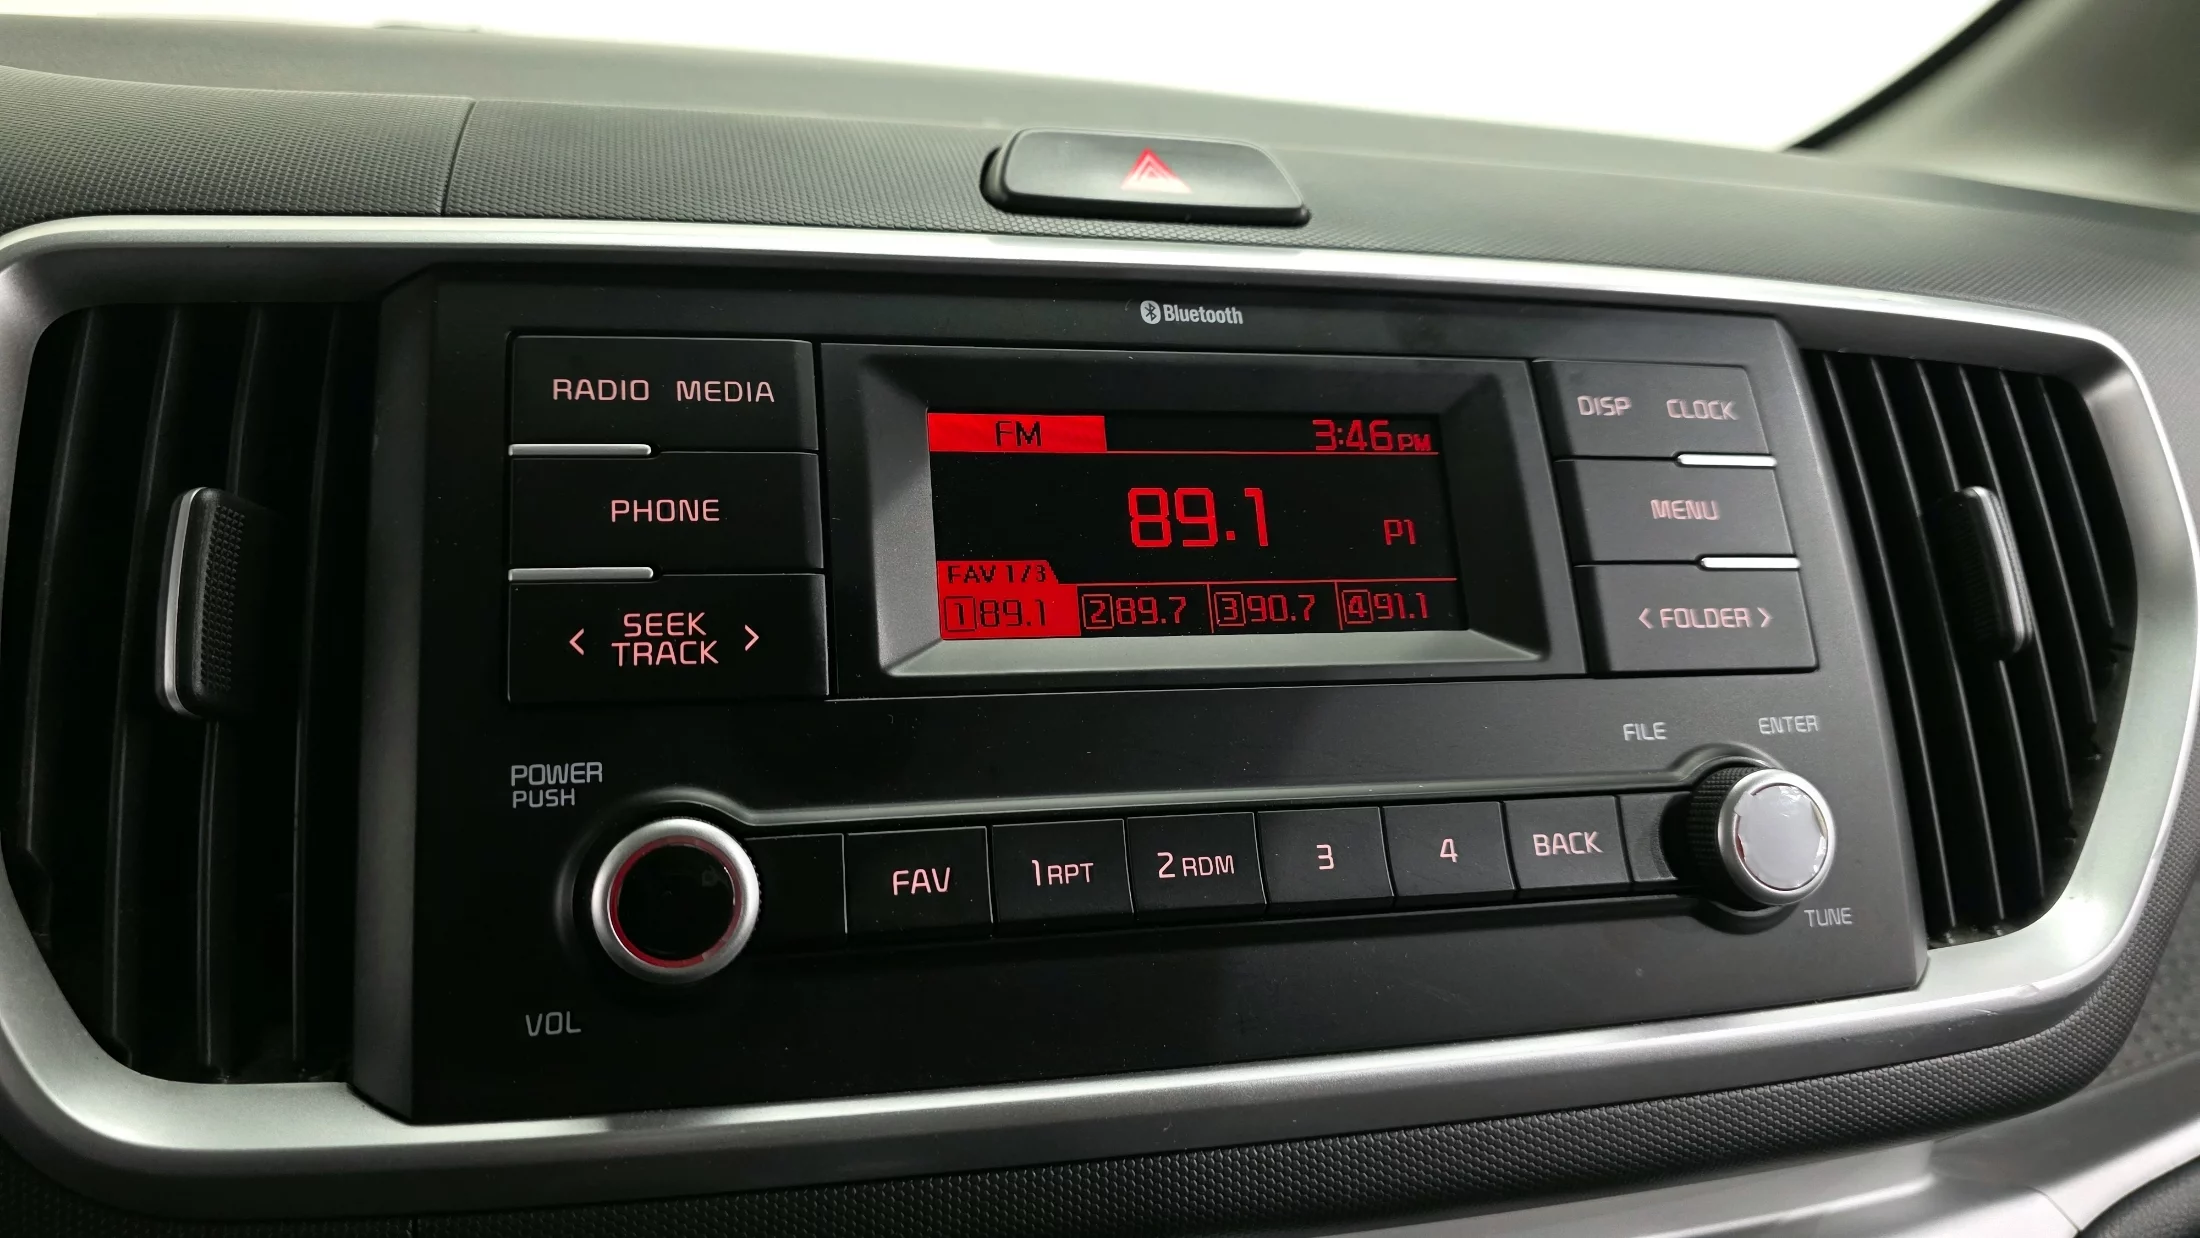 Bluetooth
RADIO MEDIA
DISP CLOCK
FM 3:46PM
PHONE
89.1 P1
MENU
FAV 1/3
1 89.1 2 89.7 3 90.7 4 91.1
< SEEK TRACK >
< FOLDER >
FILE ENTER
POWER
PUSH
FAV 1 RPT 2 RDM 3 4 BACK
TUNE
VOL